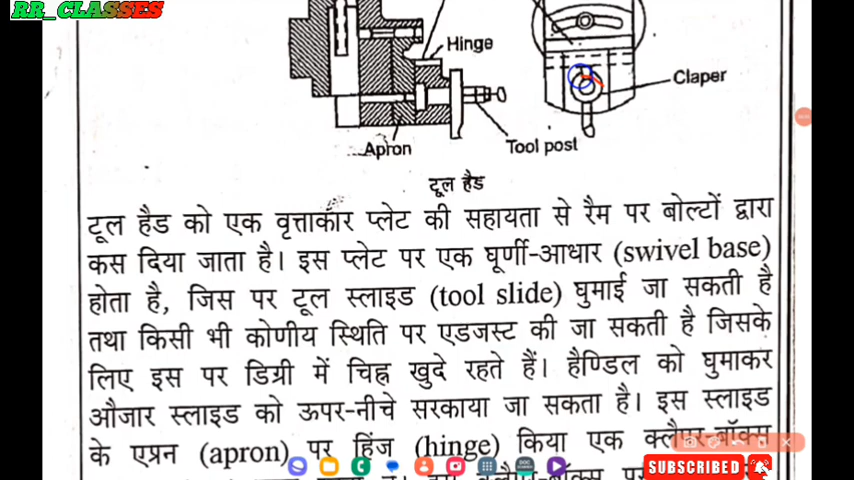 RR_CLASSES
Hinge
Claper
Apron
Tool post
टूल हैड
टूल हैड को एक वृत्ताकार प्लेट की सहायता से रैम पर बोल्टों द्वारा
कस दिया जाता है। इस प्लेट पर एक घूर्णी-आधार (swivel base)
होता है, जिस पर टूल स्लाइड (tool slide) घुमाई जा सकती है
तथा किसी भी कोणीय स्थिति पर एडजस्ट की जा सकती है जिसके
लिए इस पर डिग्री में चिह्न खुदे रहते हैं। हैण्डिल को घुमाकर
औजार स्लाइड को ऊपर-नीचे सरकाया जा सकता है। इस स्लाइड
के एप्रन (apron) पर हिंज (hinge) किया एक क्लैपर-बॉक्स
SUBSCRIBED